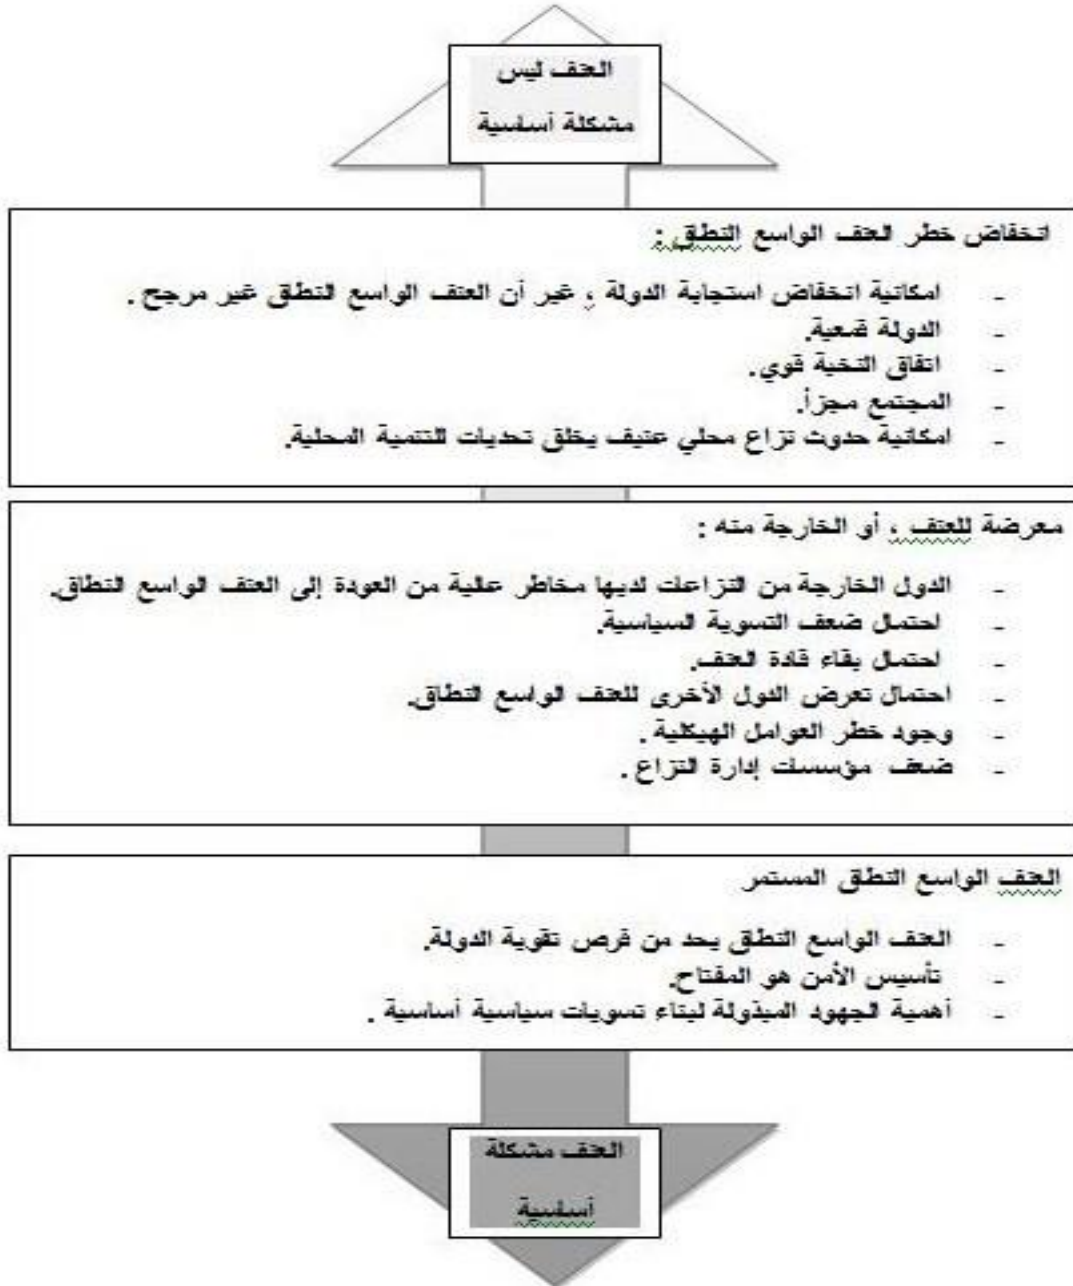 العنف ليس
مشكلة أساسية
انخفاض خطر العنف الواسع النطاق :
- امكانية انخفاض استجابة الدولة ، غير أن العنف الواسع النطاق غير مرجح .
- الدولة قمعية.
- اتفاق النخبة قوي.
- المجتمع مجزأ.
- امكانية حدوث نزاع محلي عنيف يخلق تحديات للتنمية المحلية.
معرضة للعنف ، أو الخارجة منه :
- الدول الخارجة من النزاعات لديها مخاطر عالية من العودة إلى العنف الواسع النطاق.
- احتمال ضعف التسوية السياسية.
- احتمال بقاء قادة العنف.
- احتمال تعرض الدول الأخرى للعنف الواسع النطاق.
- وجود خطر العوامل الهيكلية .
- ضعف مؤسسات إدارة النزاع .
العنف الواسع النطاق المستمر
- العنف الواسع النطاق يحد من فرص تقوية الدولة.
- تأسيس الأمن هو المفتاح.
- أهمية الجهود المبذولة لبناء تسويات سياسية أساسية .
العنف مشكلة
أساسية